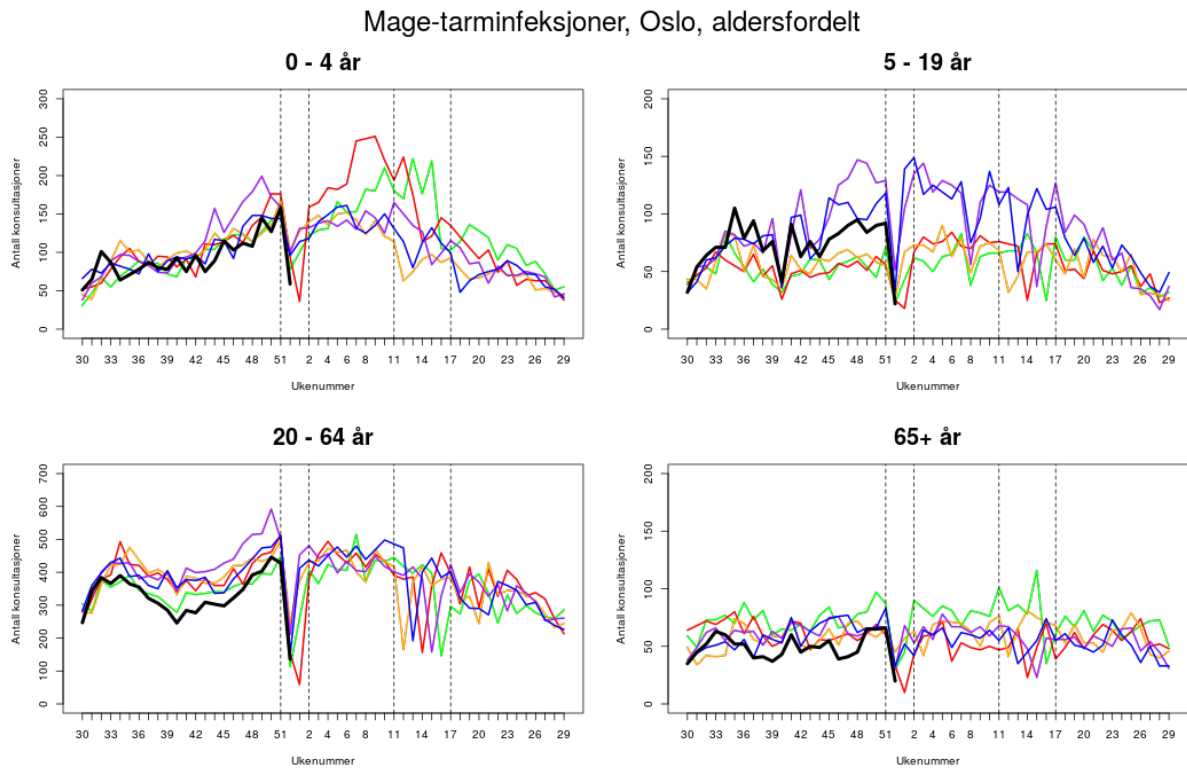 Mage-tarminfeksjoner, Oslo, aldersfordelt
0 - 4 år
Antall konsultasjoner
0 50 100 150 200 250 300
30 33 36 39 42 45 48 51 2 4 6 8 11 14 17 20 23 26 29
Ukenummer
5 - 19 år
Antall konsultasjoner
0 50 100 150 200
30 33 36 39 42 45 48 51 2 4 6 8 11 14 17 20 23 26 29
Ukenummer
20 - 64 år
Antall konsultasjoner
0 100 200 300 400 500 600 700
30 33 36 39 42 45 48 51 2 4 6 8 11 14 17 20 23 26 29
Ukenummer
65+ år
Antall konsultasjoner
0 50 100 150 200
30 33 36 39 42 45 48 51 2 4 6 8 11 14 17 20 23 26 29
Ukenummer